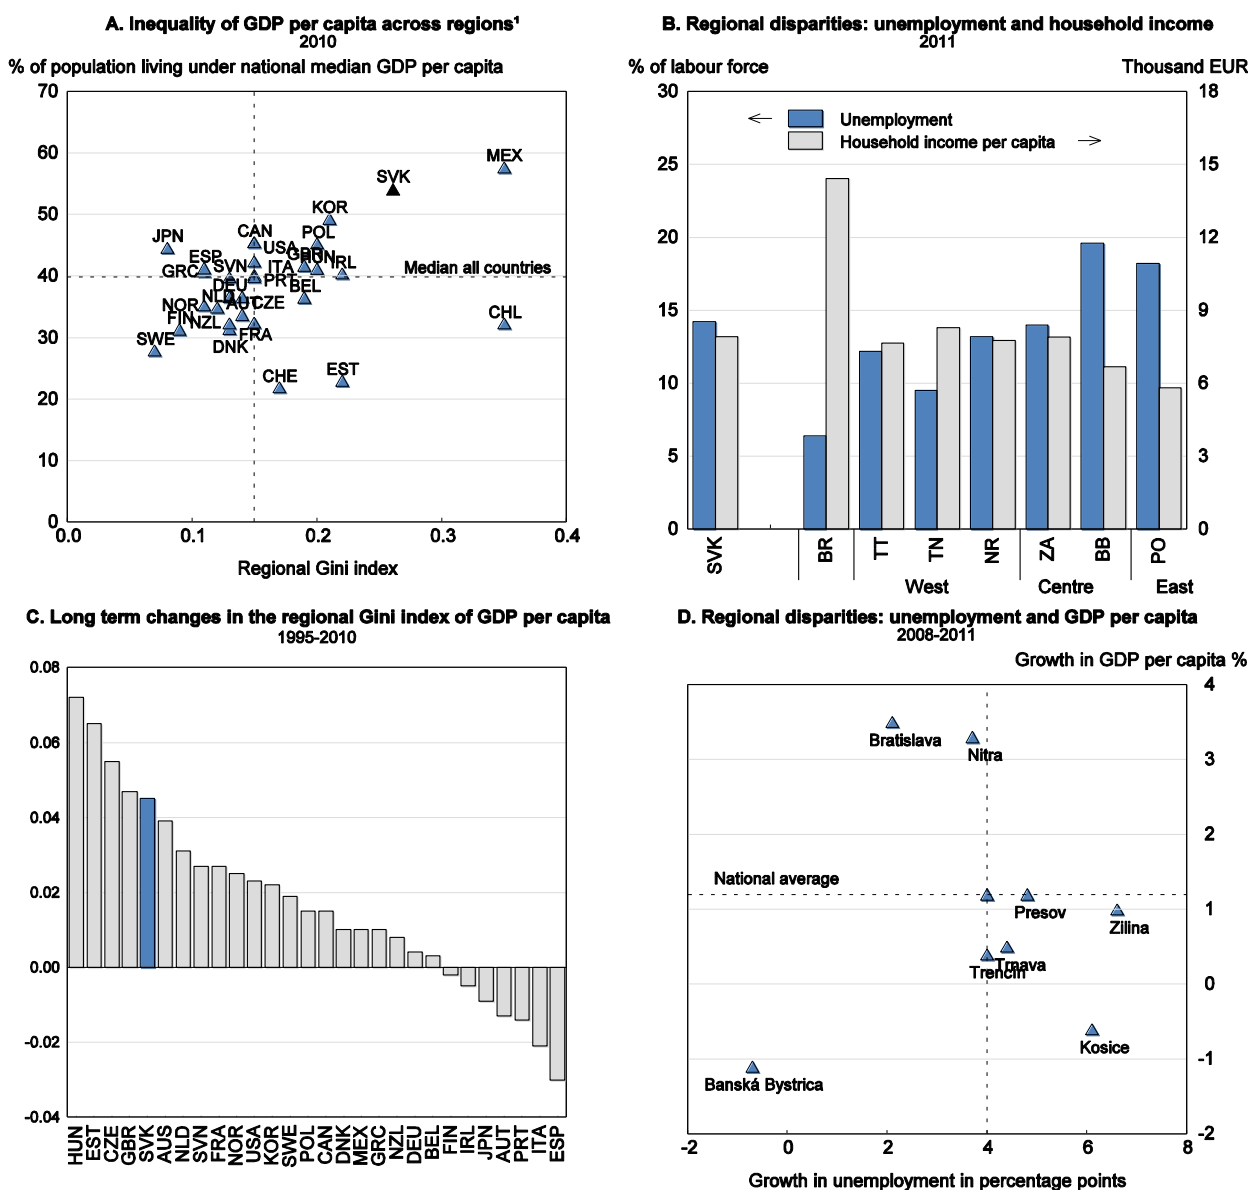 A. Inequality of GDP per capita across regions¹
2010
% of population living under national median GDP per capita
70
60
50
40
30
20
10
0
MEX
SVK
KOR
JPN
CAN
POL
USA
GBR
HUN
ESP
GRC
SVN
ITA
IRL
Median all countries
DEU
PRT
BEL
NOR
NLD
AUT
CZE
FIN
NZL
CHL
SWE
DNK
FRA
CHE
EST
0.0 0.1 0.2 0.3 0.4
Regional Gini index
B. Regional disparities: unemployment and household income
2011
% of labour force Thousand EUR
Unemployment
Household income per capita
30
25
20
15
10
5
0
18
15
12
9
6
3
0
SVK BR TT TN NR ZA BB PO
West Centre East
C. Long term changes in the regional Gini index of GDP per capita
1995-2010
0.08
0.06
0.04
0.02
0.00
-0.02
-0.04
HUN EST CZE GBR SVK AUS NLD SVN FRA NOR USA KOR SWE POL CAN DNK MEX GRC NZL DEU BEL FIN IRL JPN AUT PRT ITA ESP
D. Regional disparities: unemployment and GDP per capita
2008-2011
Growth in GDP per capita %
4
3
2
1
0
-1
-2
Bratislava
Nitra
National average
Presov
Zilina
Trnava
Trencín
Kosice
Banská Bystrica
-2 0 2 4 6 8
Growth in unemployment in percentage points